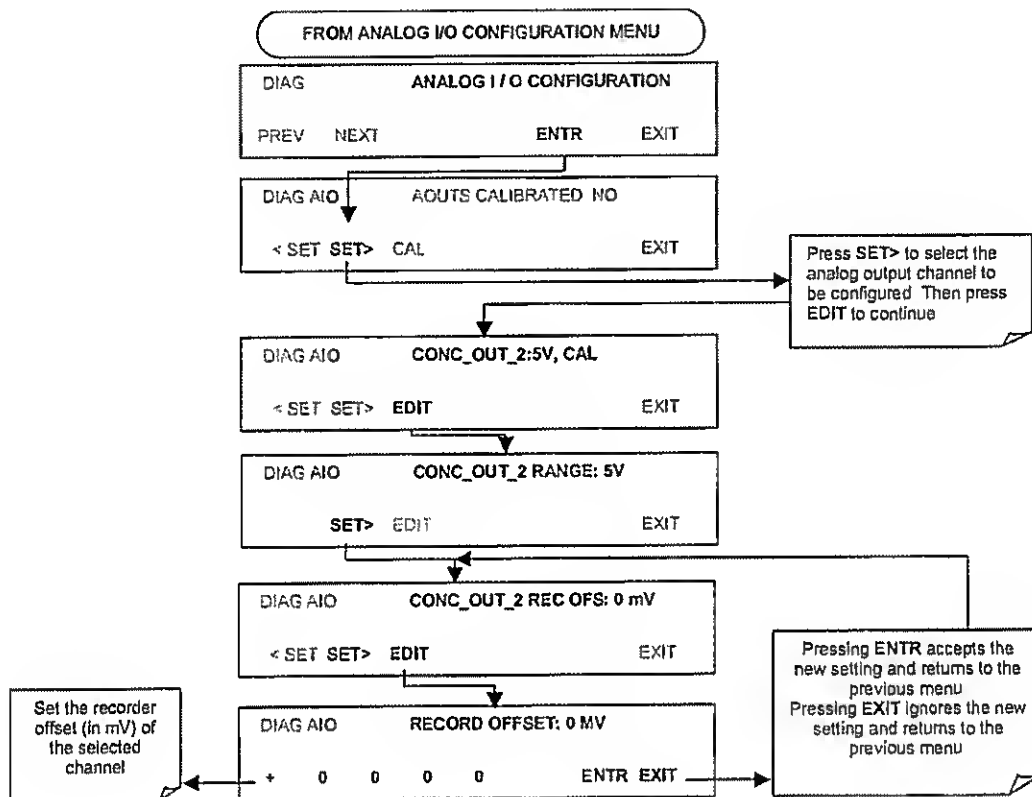 FROM ANALOG I/O CONFIGURATION MENU
DIAG ANALOG I / O CONFIGURATION
PREV NEXT ENTR EXIT
DIAG AIO AOUTS CALIBRATED NO
< SET SET> CAL EXIT
Press SET> to select the
analog output channel to
be configured Then press
EDIT to continue
DIAG AIO CONC_OUT_2:5V, CAL
< SET SET> EDIT EXIT
DIAG AIO CONC_OUT_2 RANGE: 5V
SET> EDIT EXIT
DIAG AIO CONC_OUT_2 REC OFS: 0 mV
< SET SET> EDIT EXIT
Pressing ENTR accepts the
new setting and returns to the
previous menu
Pressing EXIT ignores the new
setting and returns to the
previous menu
Set the recorder
offset (in mV) of
the selected
channel
DIAG AIO RECORD OFFSET: 0 MV
+ 0 0 0 0 ENTR EXIT